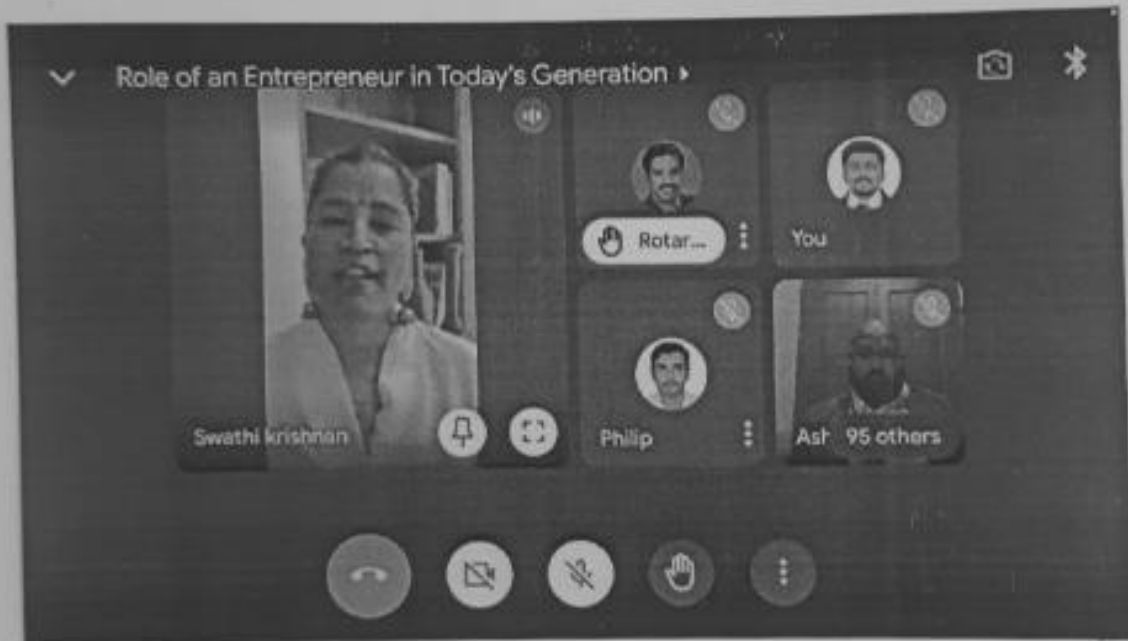 Role of an Entrepreneur in Today's Generation
Rotar...
You
Swathi krishnan
Philip
Ash 95 others